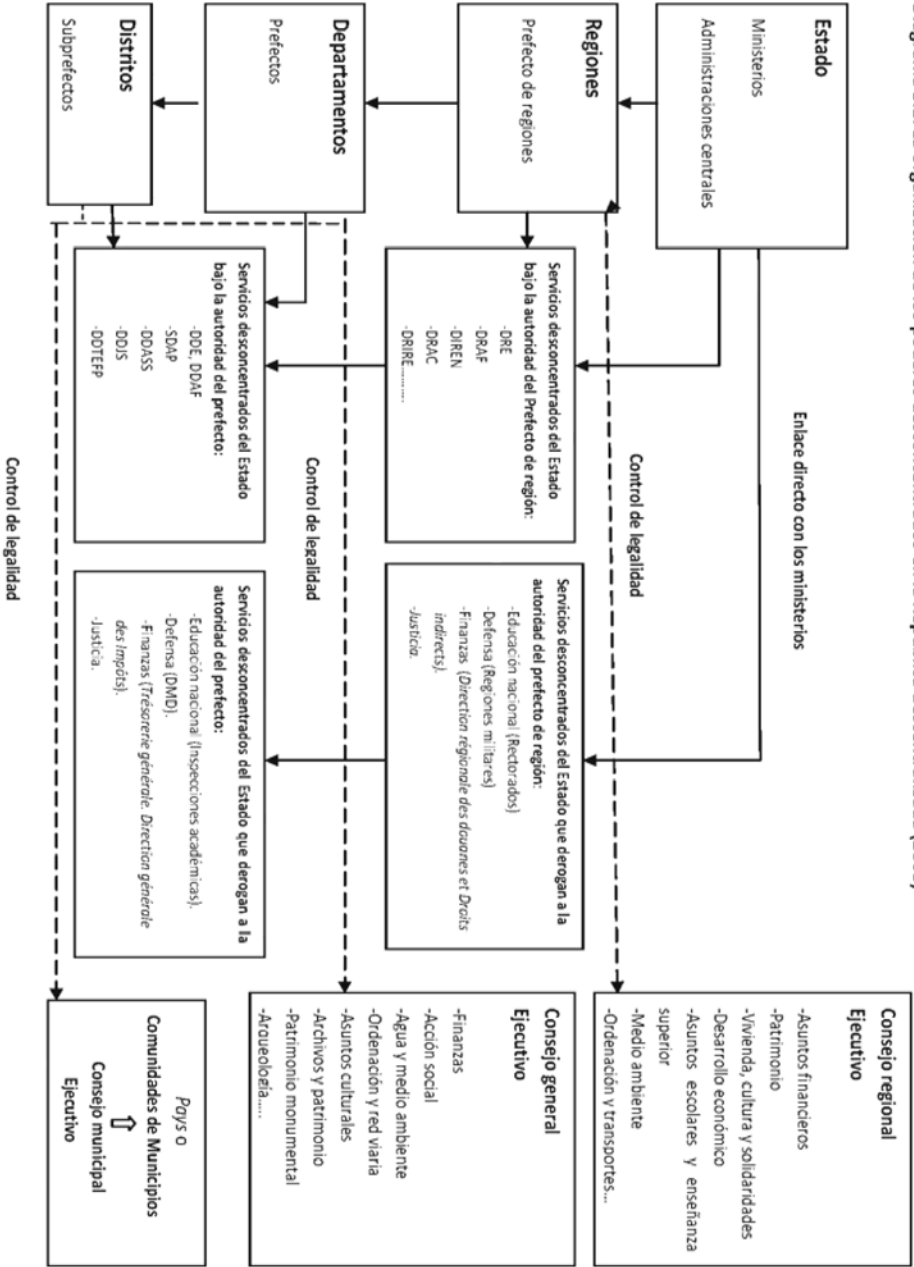 Estado
Ministerios
Administraciones centrales
Enlace directo con los ministerios
Regiones
Prefecto de regiones
Control de legalidad
Servicios desconcentrados del Estado
bajo la autoridad del Prefecto de región:
-DRE
-DRAF
-DIREN
-DRAC
-DRIRE.........
Servicios desconcentrados del Estado que derogan a la
autoridad del prefecto de región:
-Educación nacional (Rectorados)
-Defensa (Regiones militares)
-Finanzas (Direction régionale des douanes et Droits
indirects).
-Justicia.
Consejo regional
Ejecutivo
-Asuntos financieros
-Patrimonio
-Vivienda, cultura y solidaridades
-Desarrollo económico
-Asuntos escolares y enseñanza
superior
-Medio ambiente
-Ordenación y transportes...
Departamentos
Prefectos
Control de legalidad
Servicios desconcentrados del Estado
bajo la autoridad del prefecto:
-DDE, DDAF
-SDAP
-DDASS
-DDJS
-DDTEFP
Servicios desconcentrados del Estado que derogan a la
autoridad del prefecto:
-Educación nacional (Inspecciones académicas).
-Defensa (DMD).
-Finanzas (Trésorerie générale. Direction générale
des Impôts).
-Justicia.
Consejo general
Ejecutivo
-Finanzas
-Acción social
-Agua y medio ambiente
-Ordenación y red viaria
-Asuntos culturales
-Archivos y patrimonio
-Patrimonio monumental
-Arqueología.....
Distritos
Subprefectos
Control de legalidad
Pays o
Comunidades de Municipios
Consejo municipal
Ejecutivo